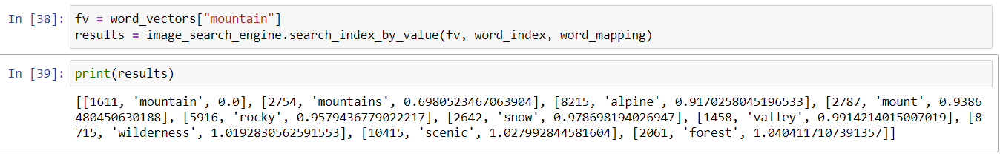 In [38]: fv = word_vectors["mountain"]
results = image_search_engine.search_index_by_value(fv, word_index, word_mapping)
In [39]: print(results)
[[1611, 'mountain', 0.0], [2754, 'mountains', 0.6980523467063904], [8215, 'alpine', 0.9170258045196533], [2787, 'mount', 0.9386
480450630188], [5916, 'rocky', 0.9579436779022217], [2642, 'snow', 0.978698194026947], [1458, 'valley', 0.9914214015007019], [8
715, 'wilderness', 1.0192830562591553], [10415, 'scenic', 1.027992844581604], [2061, 'forest', 1.0404117107391357]]